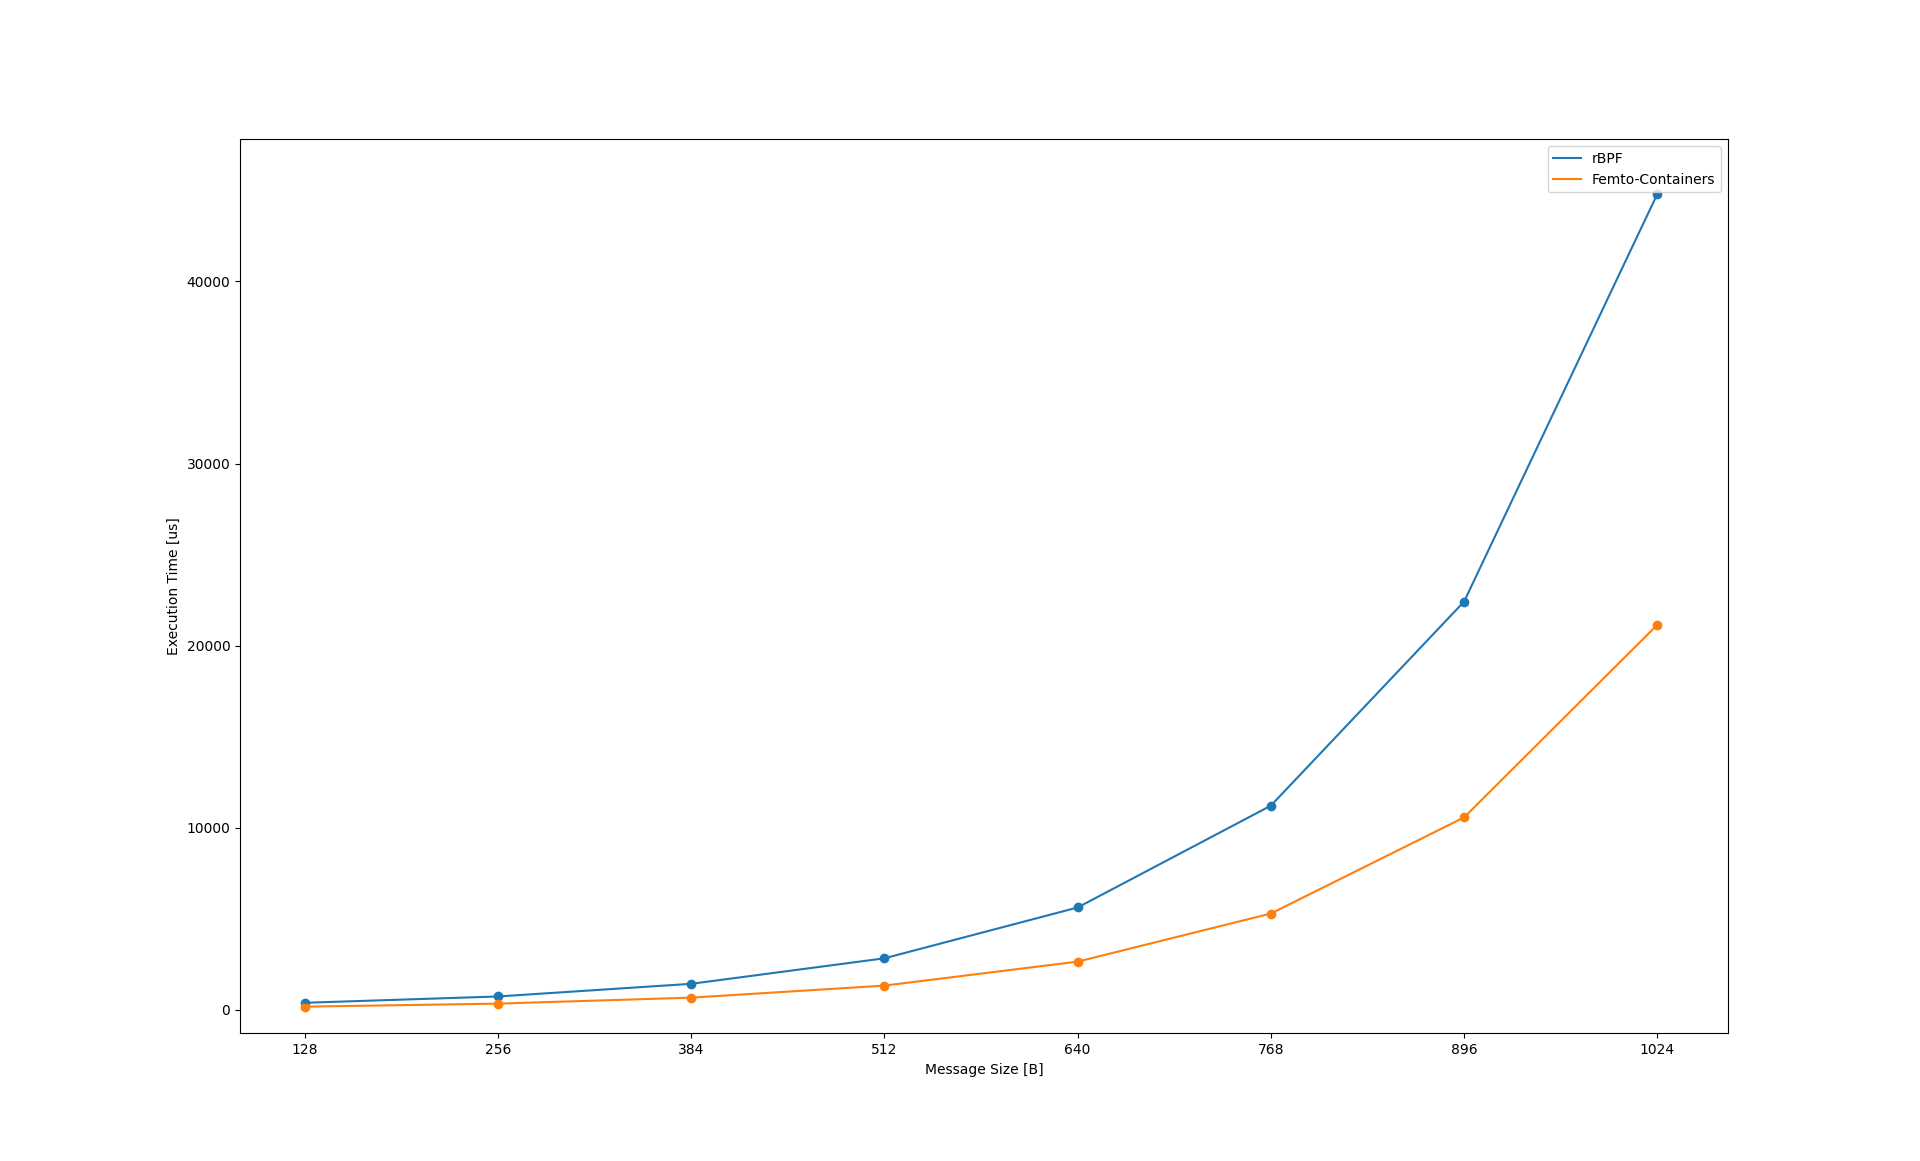 rBPF
Femto-Containers
40000
30000
20000
10000
0
Execution Time [us]
128 256 384 512 640 768 896 1024
Message Size [B]